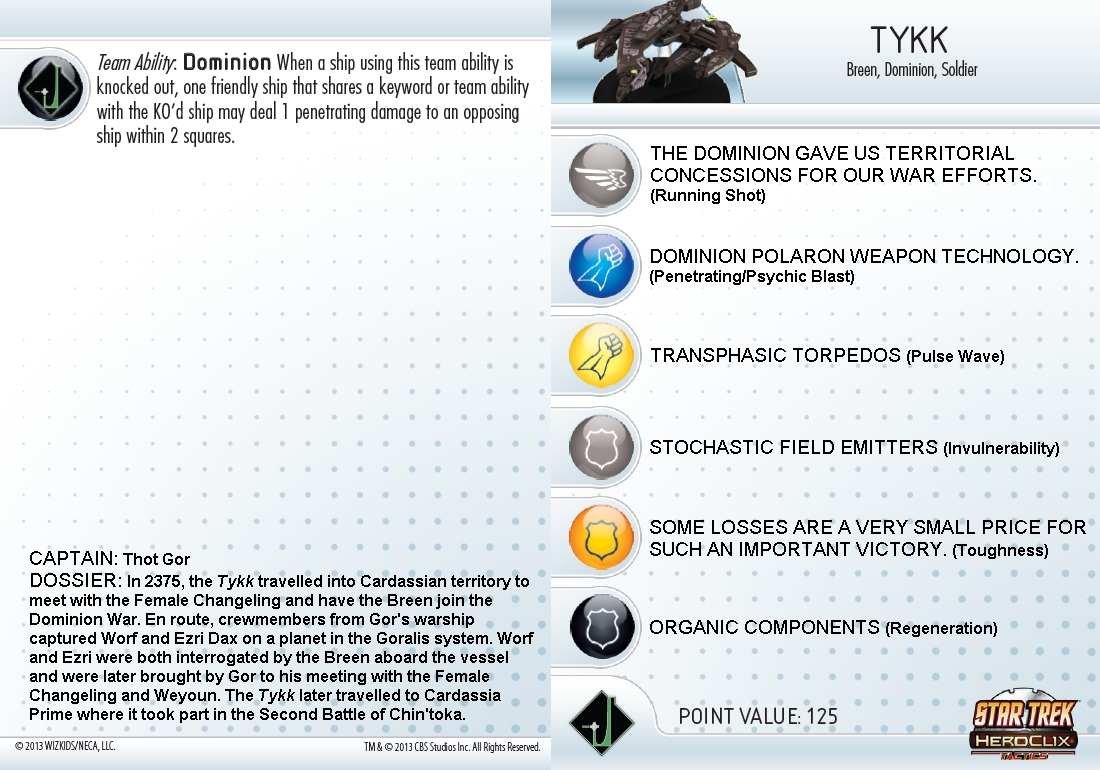 Team Ability: Dominion When a ship using this team ability is
knocked out, one friendly ship that shares a keyword or team ability
with the KO'd ship may deal 1 penetrating damage to an opposing
ship within 2 squares.
CAPTAIN: Thot Gor
DOSSIER: In 2375, the Tykk travelled into Cardassian territory to
meet with the Female Changeling and have the Breen join the
Dominion War. En route, crewmembers from Gor's warship
captured Worf and Ezri Dax on a planet in the Goralis system. Worf
and Ezri were both interrogated by the Breen aboard the vessel
and were later brought by Gor to his meeting with the Female
Changeling and Weyoun. The Tykk later travelled to Cardassia
Prime where it took part in the Second Battle of Chin'toka.
© 2013 WIZKIDS/NECA, LLC.
TM & © 2013 CBS Studios Inc. All Rights Reserved.
TYKK
Breen, Dominion, Soldier
THE DOMINION GAVE US TERRITORIAL
CONCESSIONS FOR OUR WAR EFFORTS.
(Running Shot)
DOMINION POLARON WEAPON TECHNOLOGY.
(Penetrating/Psychic Blast)
TRANSPHASIC TORPEDOS (Pulse Wave)
STOCHASTIC FIELD EMITTERS (Invulnerability)
SOME LOSSES ARE A VERY SMALL PRICE FOR
SUCH AN IMPORTANT VICTORY. (Toughness)
ORGANIC COMPONENTS (Regeneration)
POINT VALUE: 125
STAR TREK
HEROCLIX
TACTICS